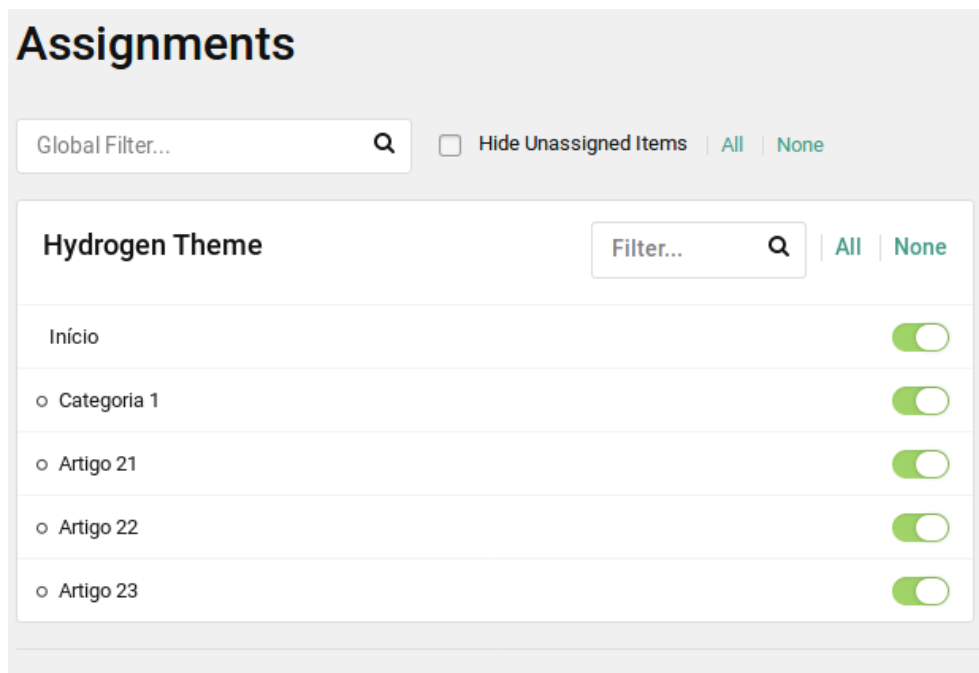 Assignments
Global Filter... Hide Unassigned Items All None
Hydrogen Theme Filter... All None
Início
Categoria 1
Artigo 21
Artigo 22
Artigo 23